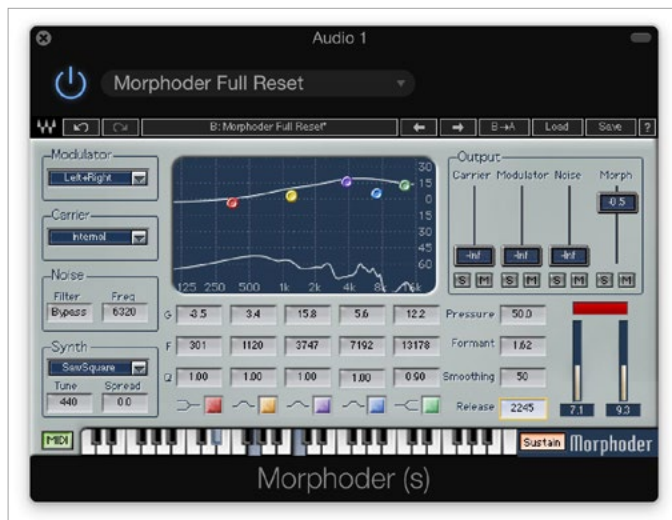 Audio 1
Morphoder Full Reset
B: Morphoder Full Reset* B→A Load Save ?
Modulator
Left+Right
Carrier
Internal
Noise
Filter Freq
Bypass 6320
Synth
SawSquare
Tune Spread
440 0.0
30
15
0
15
30
45
60
125 250 500 1k 2k 4k 8k 16k
Output
Carrier Modulator Noise Morph
-0.5
-Inf -Inf -Inf
S M S M S M S M
G -3.5 3.4 15.8 5.6 12.2 Pressure 50.0
F 301 1120 3747 7192 13178 Formant 1.62
Q 1.00 1.00 1.00 1.00 0.90 Smoothing 50
Release 2245
7.1 9.3
MIDI Sustain Morphoder
Morphoder (s)